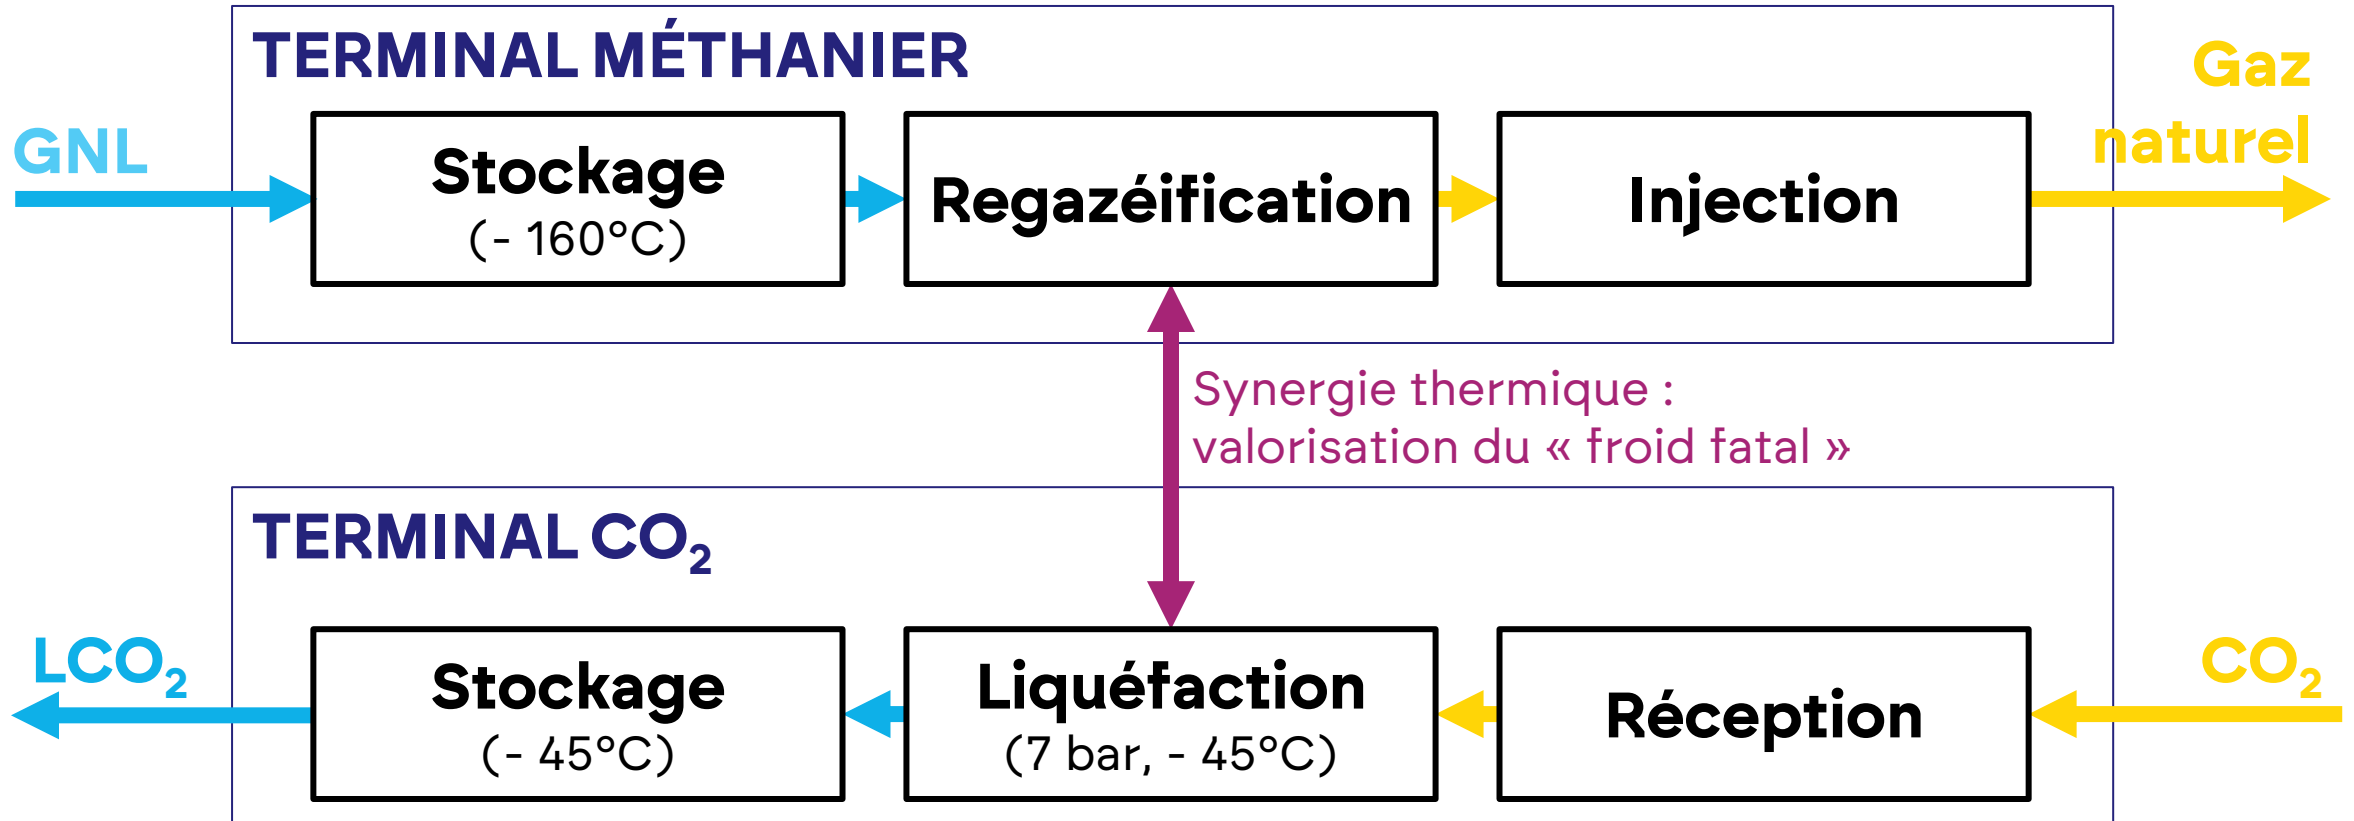 TERMINAL MÉTHANIER
GNL
Stockage
(- 160°C)
Regazéification
Injection
Gaz
naturel
Synergie thermique :
valorisation du « froid fatal »
TERMINAL CO₂
LCO₂
Stockage
(- 45°C)
Liquéfaction
(7 bar, - 45°C)
Réception
CO₂